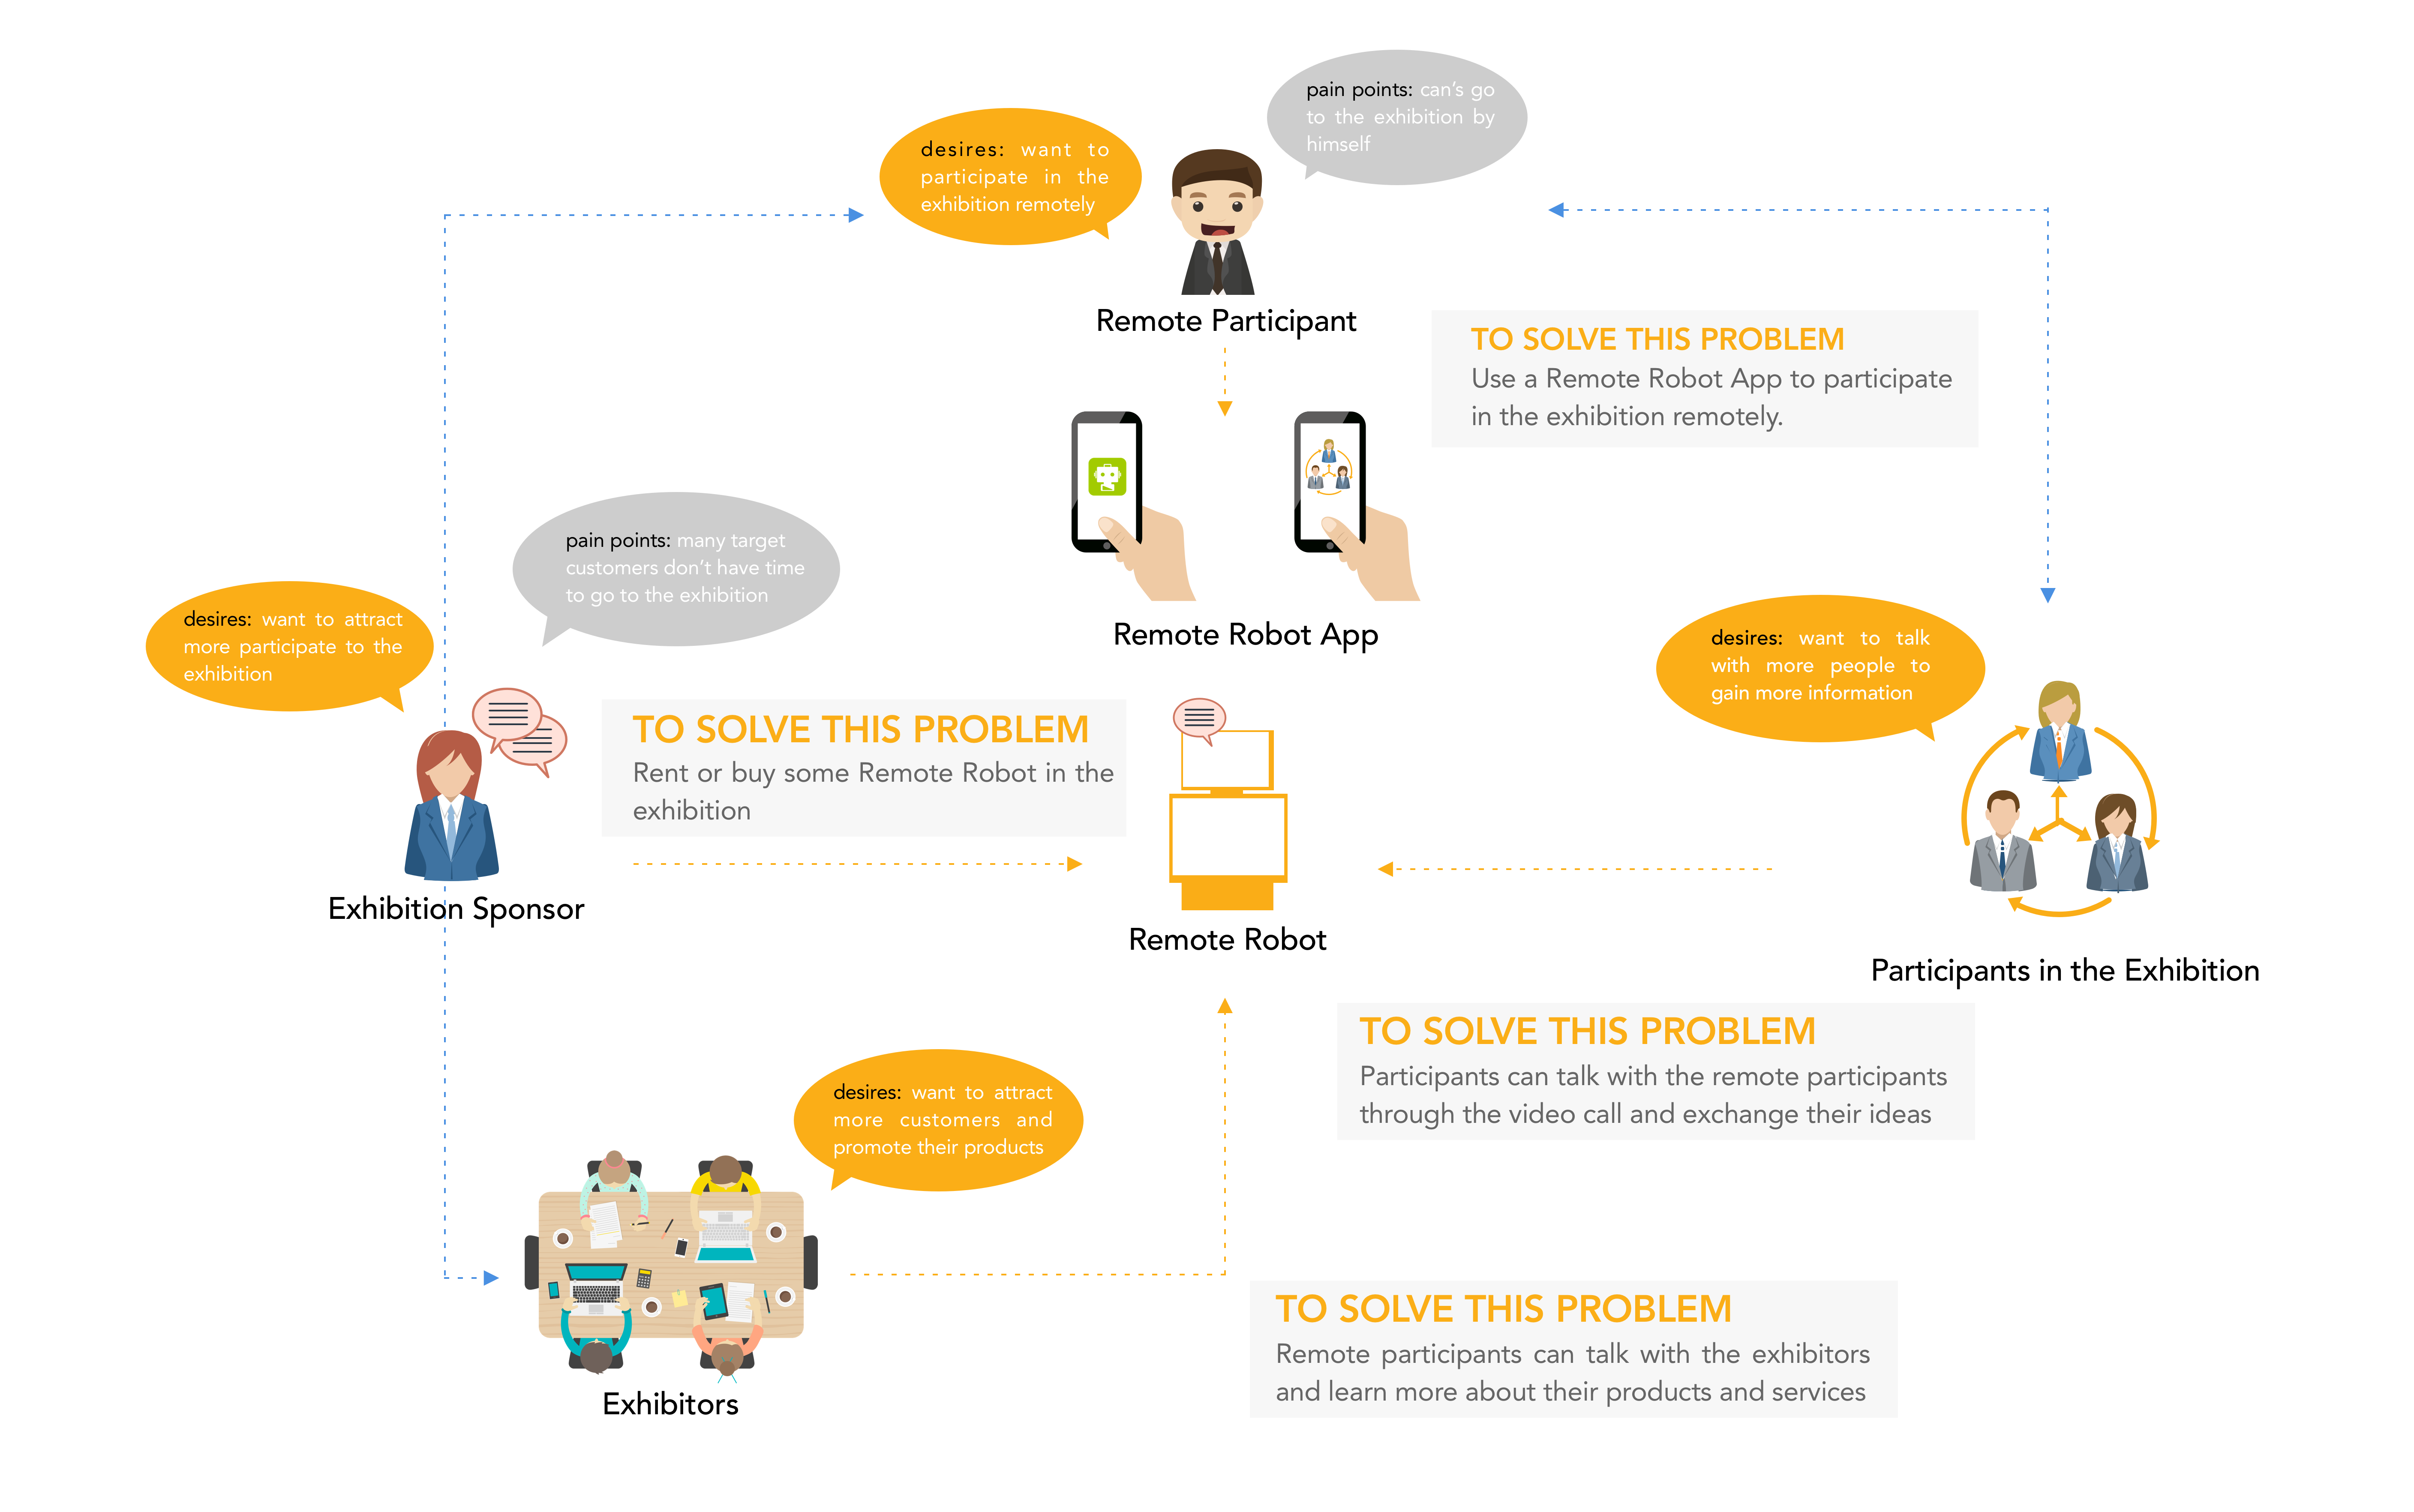 pain points: can's go
to the exhibition by
himself
desires: want to
participate in the
exhibition remotely
Remote Participant
TO SOLVE THIS PROBLEM
Use a Remote Robot App to participate
in the exhibition remotely.
pain points: many target
customers don't have time
to go to the exhibition
desires: want to attract
more participate to the
exhibition
Remote Robot App
desires: want to talk
with more people to
gain more information
TO SOLVE THIS PROBLEM
Rent or buy some Remote Robot in the
exhibition
Exhibition Sponsor
Remote Robot
Participants in the Exhibition
TO SOLVE THIS PROBLEM
Participants can talk with the remote participants
through the video call and exchange their ideas
desires: want to attract
more customers and
promote their products
TO SOLVE THIS PROBLEM
Remote participants can talk with the exhibitors
and learn more about their products and services
Exhibitors